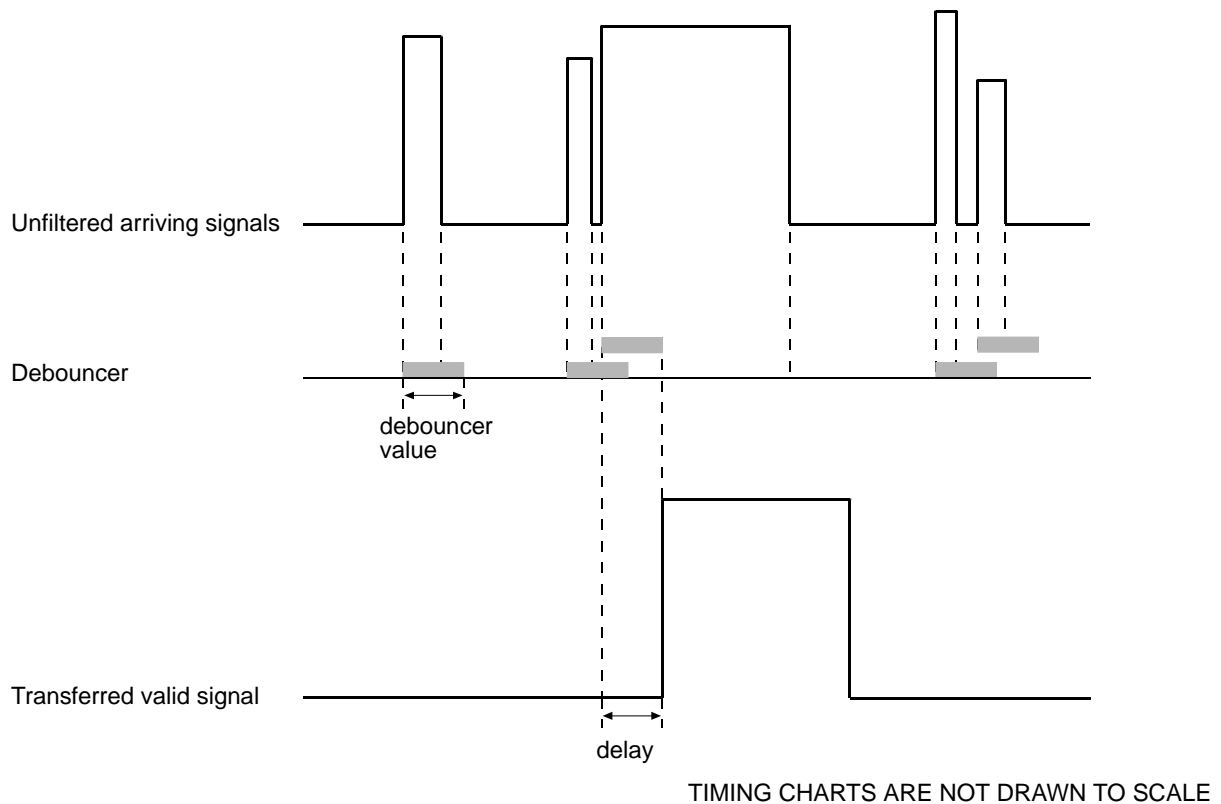 Unfiltered arriving signals
Debouncer
debouncer
value
Transferred valid signal
delay
TIMING CHARTS ARE NOT DRAWN TO SCALE